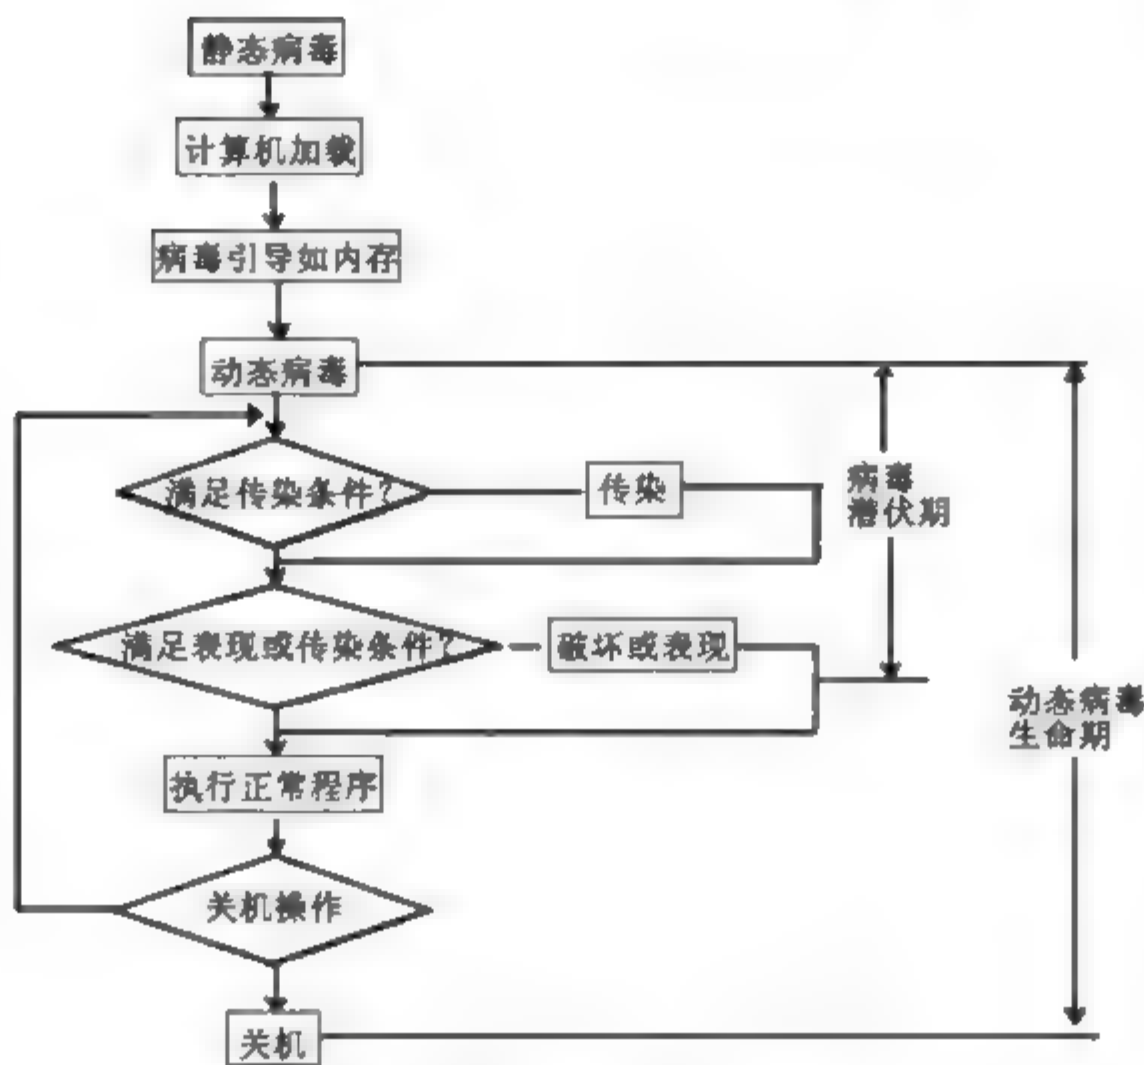 静态病毒
计算机加载
病毒引导如内存
动态病毒
满足传染条件?
传染
病毒
潜伏期
满足表现或传染条件?
破坏或表现
动态病毒
生命期
执行正常程序
关机操作
关机